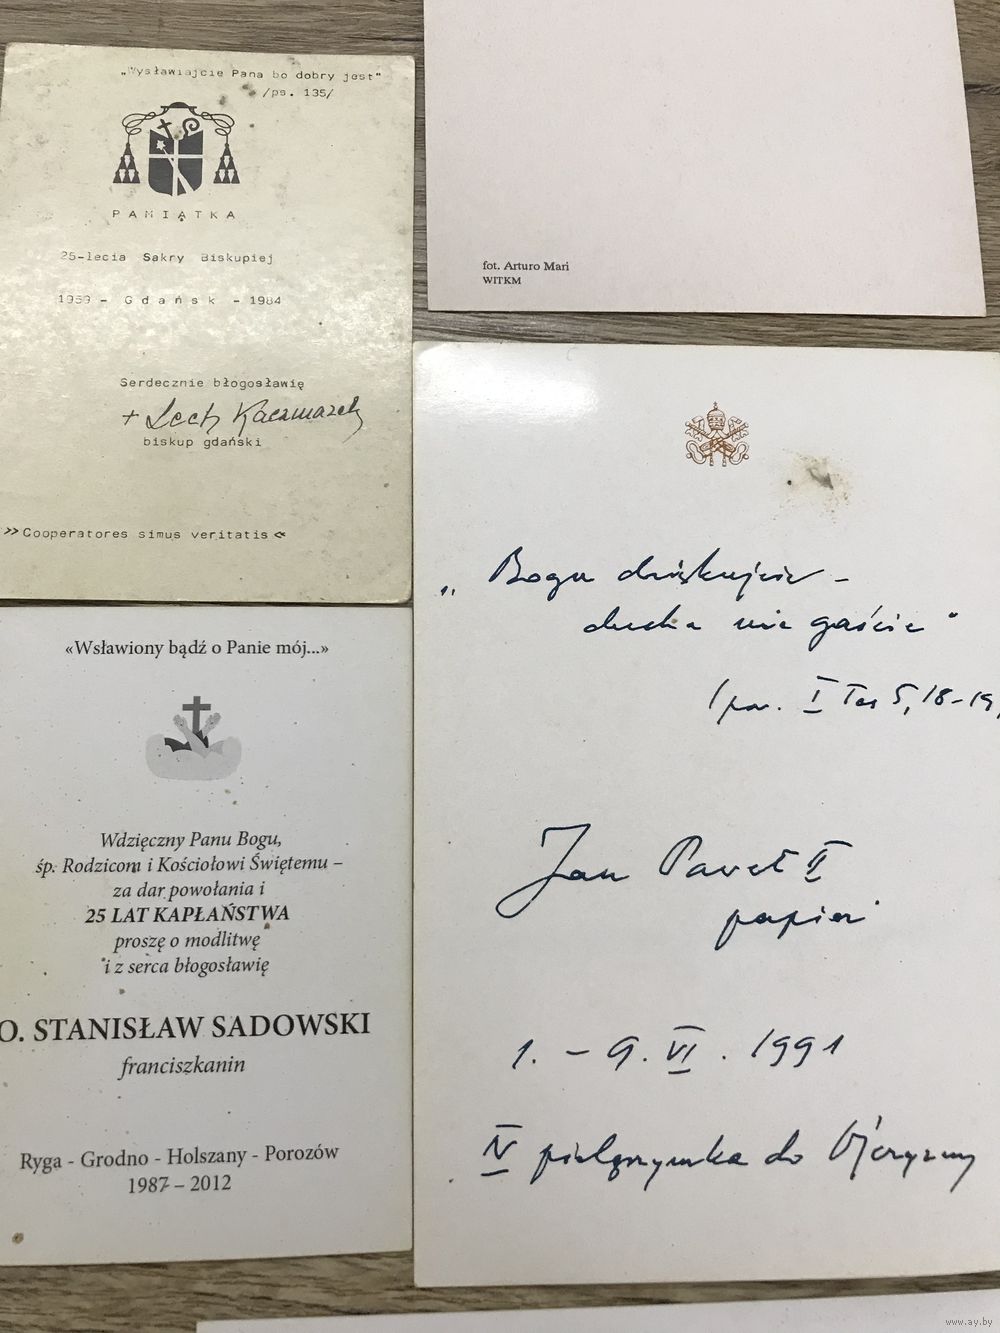 „Wysławiajcie Pana bo dobry jest"
/ps. 135/
PAMIĄTKA
25-lecia Sakry Biskupiej
1959 - Gdańsk - 1984
Serdecznie błogosławię
+ Lech Kaczmarek
biskup gdański
»Cooperatores simus veritatis«
fot. Arturo Mari
WITKM
„Bogu dziękujcie -
ducha nie gaście"
(por. I Tes 5, 18-19,
Jan Paweł II
papież
1. - 9. VI. 1991
IV pielgrzymka do Ojczyzny
«Wsławiony bądź o Panie mój...»
Wdzięczny Panu Bogu,
śp. Rodzicom i Kościołowi Świętemu –
za dar powołania i
25 LAT KAPŁAŃSTWA
proszę o modlitwę
i z serca błogosławię
O. STANISŁAW SADOWSKI
franciszkanin
Ryga - Grodno - Holszany - Porozów
1987 – 2012
www.ay.by